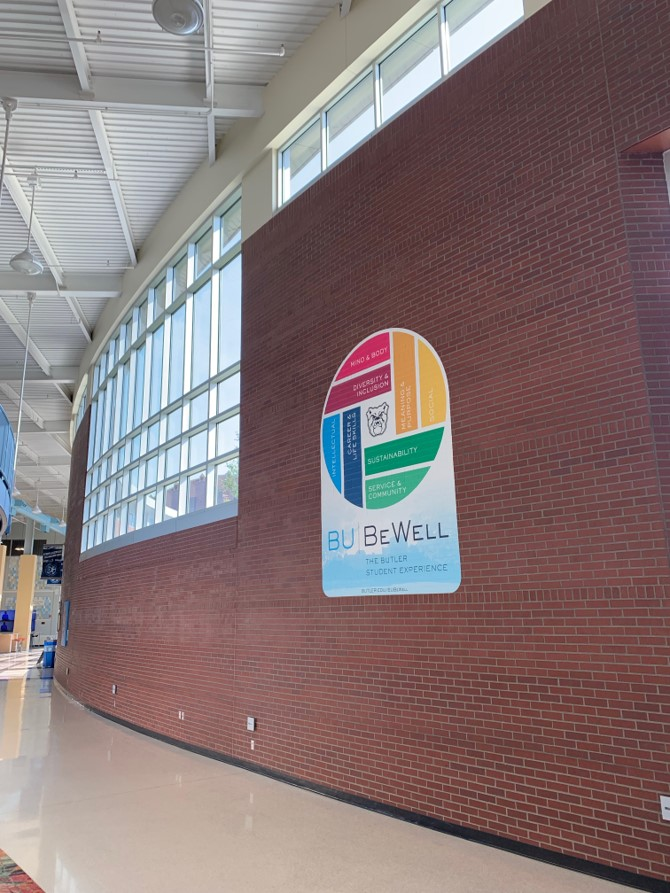 MIND & BODY
DIVERSITY &
INCLUSION
MEANING &
PURPOSE
SOCIAL
INTELLECTUAL
CAREER &
LIFE SKILLS
SUSTAINABILITY
SERVICE &
COMMUNITY
BU | BEWELL
THE BUTLER
STUDENT EXPERIENCE